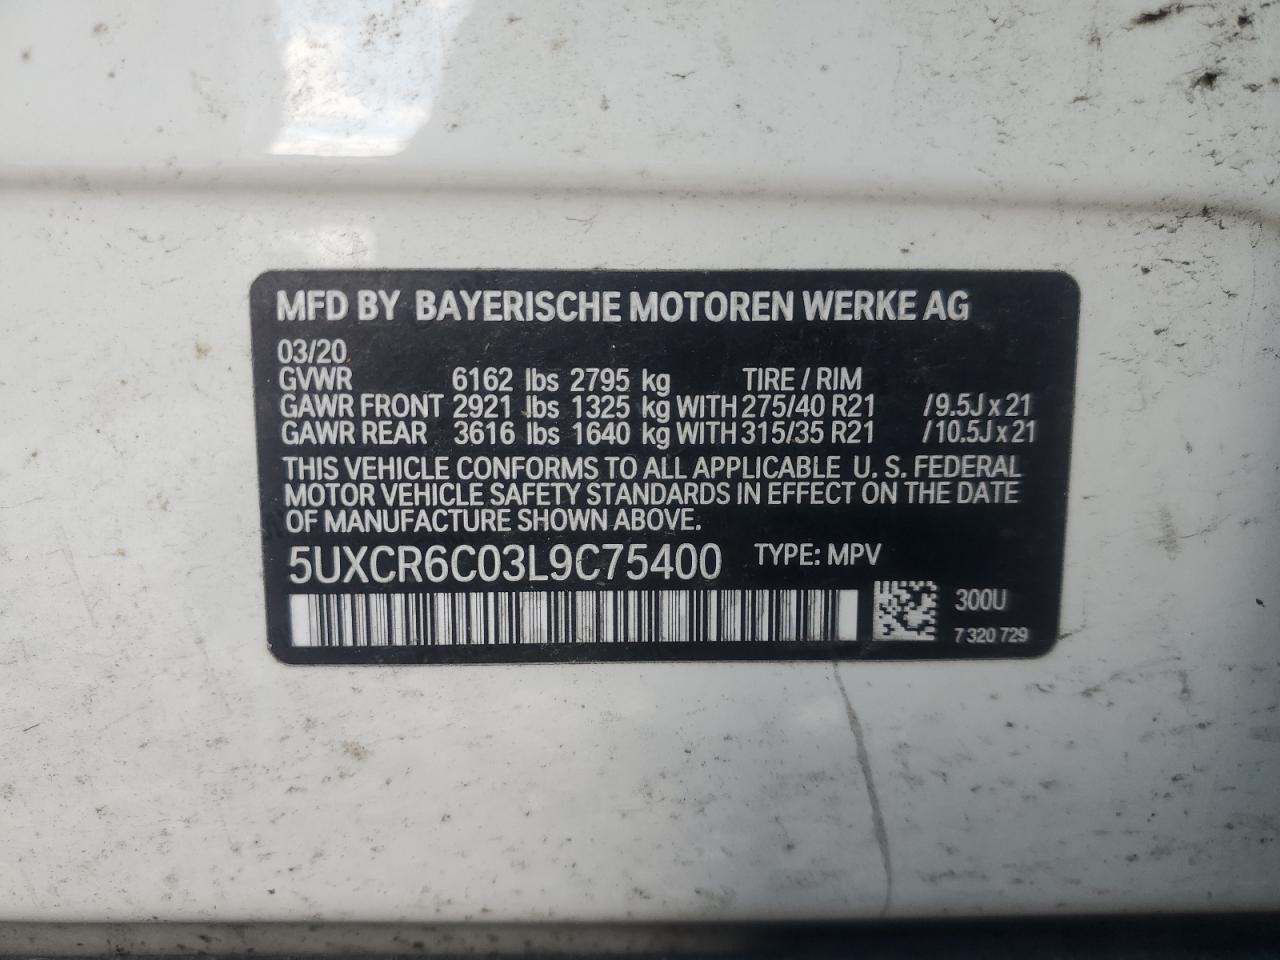 MFD BY BAYERISCHE MOTOREN WERKE AG
03/20
GVWR 6162 lbs 2795 kg TIRE / RIM
GAWR FRONT 2921 lbs 1325 kg WITH 275/40 R21 /9.5J x 21
GAWR REAR 3616 lbs 1640 kg WITH 315/35 R21 /10.5J x 21
THIS VEHICLE CONFORMS TO ALL APPLICABLE U. S. FEDERAL
MOTOR VEHICLE SAFETY STANDARDS IN EFFECT ON THE DATE
OF MANUFACTURE SHOWN ABOVE.
5UXCR6C03L9C75400 TYPE: MPV
300U
7 320 729